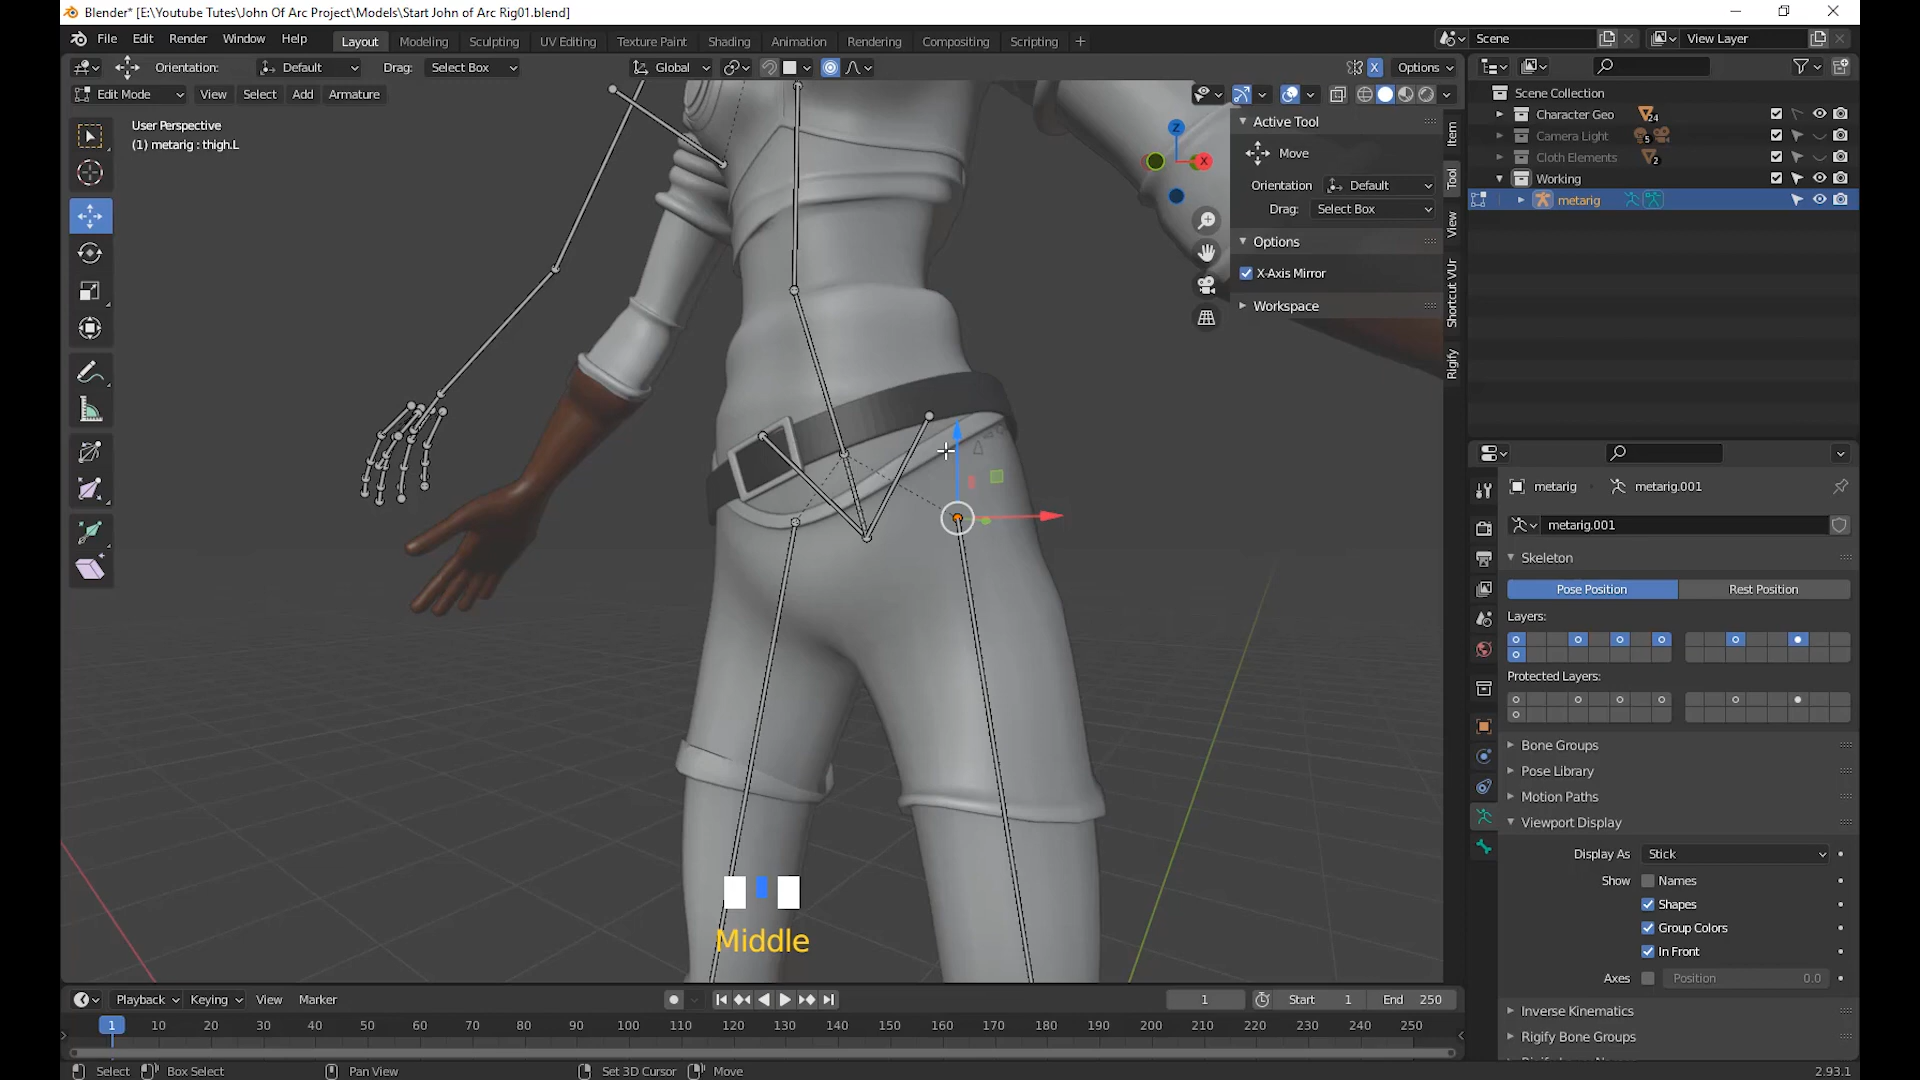 Blender* [E:\Youtube Tutes\John Of Arc Project\Models\Start John of Arc Rig01.blend]
File Edit Render Window Help Layout Modeling Sculpting UV Editing Texture Paint Shading Animation Rendering Compositing Scripting + Scene View Layer
Orientation: Default Drag: Select Box Global X Options
Edit Mode View Select Add Armature
User Perspective
(1) metarig : thigh.L
Z
X
Active Tool
Move
Orientation Default
Drag: Select Box
Options
X-Axis Mirror
Workspace
Item
Tool
View
Shortcut VUr
Rigify
Scene Collection
Character Geo 24
Camera Light 5
Cloth Elements 2
Working
metarig
metarig metarig.001
metarig.001
Skeleton
Pose Position Rest Position
Layers:
Protected Layers:
Bone Groups
Pose Library
Motion Paths
Viewport Display
Display As Stick
Show Names
Shapes
Group Colors
In Front
Axes Position 0.0
Inverse Kinematics
Rigify Bone Groups
Middle
Playback Keying View Marker 1 Start 1 End 250
1 10 20 30 40 50 60 70 80 90 100 110 120 130 140 150 160 170 180 190 200 210 220 230 240 250
Select Box Select Pan View Set 3D Cursor Move 2.93.1